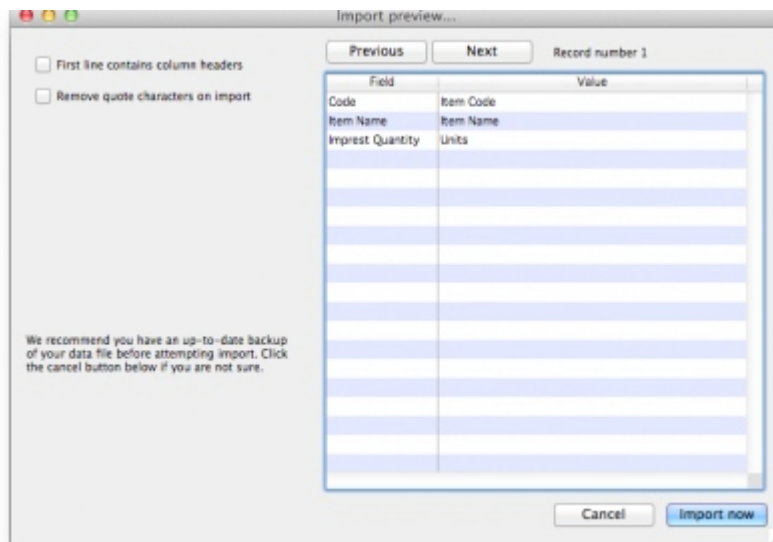 Import preview...
Previous
Next
Record number 1
First line contains column headers
Remove quote characters on import
Field
Value
Code
Item Code
Item Name
Item Name
Imprest Quantity
Units
We recommend you have an up-to-date backup
of your data file before attempting import. Click
the cancel button below if you are not sure.
Cancel
Import now